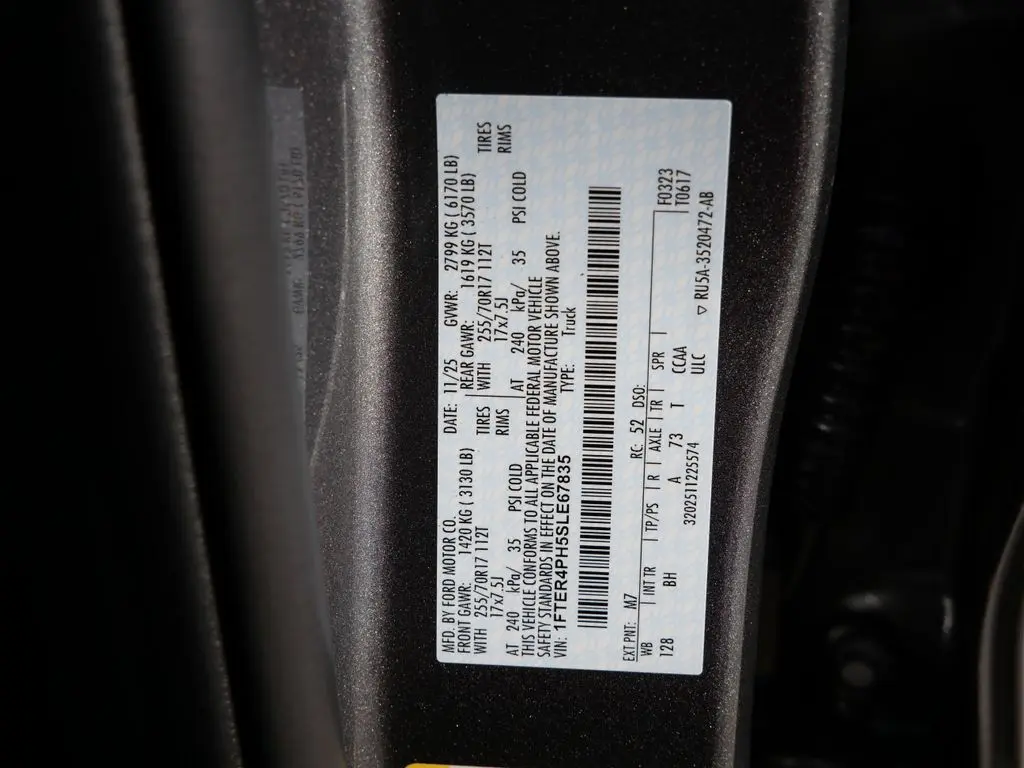 MFD. BY FORD MOTOR CO. DATE: 11/25 GVWR: 2799 KG ( 6170 LB)
FRONT GAWR: 1420 KG ( 3130 LB) REAR GAWR: 1619 KG ( 3570 LB)
WITH 255/70R17 112T TIRES WITH 255/70R17 112T TIRES
17x7.5J RIMS 17x7.5J RIMS
AT 240 kPa/ 35 PSI COLD AT 240 kPa/ 35 PSI COLD
THIS VEHICLE CONFORMS TO ALL APPLICABLE FEDERAL MOTOR VEHICLE
SAFETY STANDARDS IN EFFECT ON THE DATE OF MANUFACTURE SHOWN ABOVE.
VIN: 1FTER4PH5SLE67835 TYPE: Truck
EXT PNT: M7 RC: 52 DSO:
WB INT TR TP/PS R AXLE TR SPR F0323
128 BH A 73 T CCAA T0617
3202511225574 ULC
▽ RU5A-3520472-AB